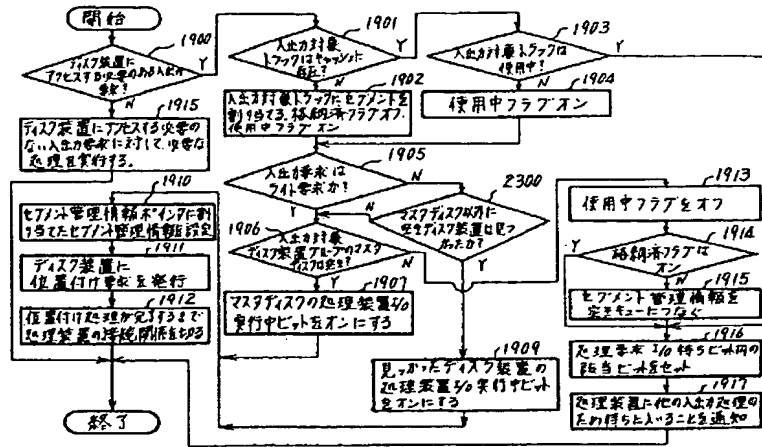 開始
1900
ディスク装置に
アクセスする必要のある入出力
要求?
Y
N
1915
ディスク装置にアクセスする必要の
ない入出力要求に対して、必要な
処理を実行する。
1901
入出力対象
トラックはキャッシュに
存在?
Y
N
1902
入出力対象トラックにセグメントを
割り当てる、格納済フラグオフ、
使用中フラグオン
1903
入出力対象トラックは
使用中?
Y
N
1904
使用中フラグオン
1905
入出力要求は
ライト要求か?
N
Y
2300
マスタディスク以外に
空きディスク装置は見つ
かったか?
N
Y
1906
入出力対象
ディスク装置グループのマスタ
ディスクは空き?
N
Y
1907
マスタディスクの処理装置I/O
実行中ビットをオンにする
1909
見つかったディスク装置の
処理装置I/O実行中ビット
をオンにする
1910
セグメント管理情報ポインタに割
り当てたセグメント管理情報を設定
1911
ディスク装置に
位置付け要求を発行
1912
位置付け処理が完了するまで
処理装置の接続関係を切る
終了
1913
使用中フラグをオフ
1914
格納済フラグは
オン
Y
N
1915
セグメント管理情報を
空きキューにつなぐ
1916
処理要求I/O待ちビット内の
該当ビットをセット
1917
処理装置に他の入出力処理の
ため待ちに入ることを通知